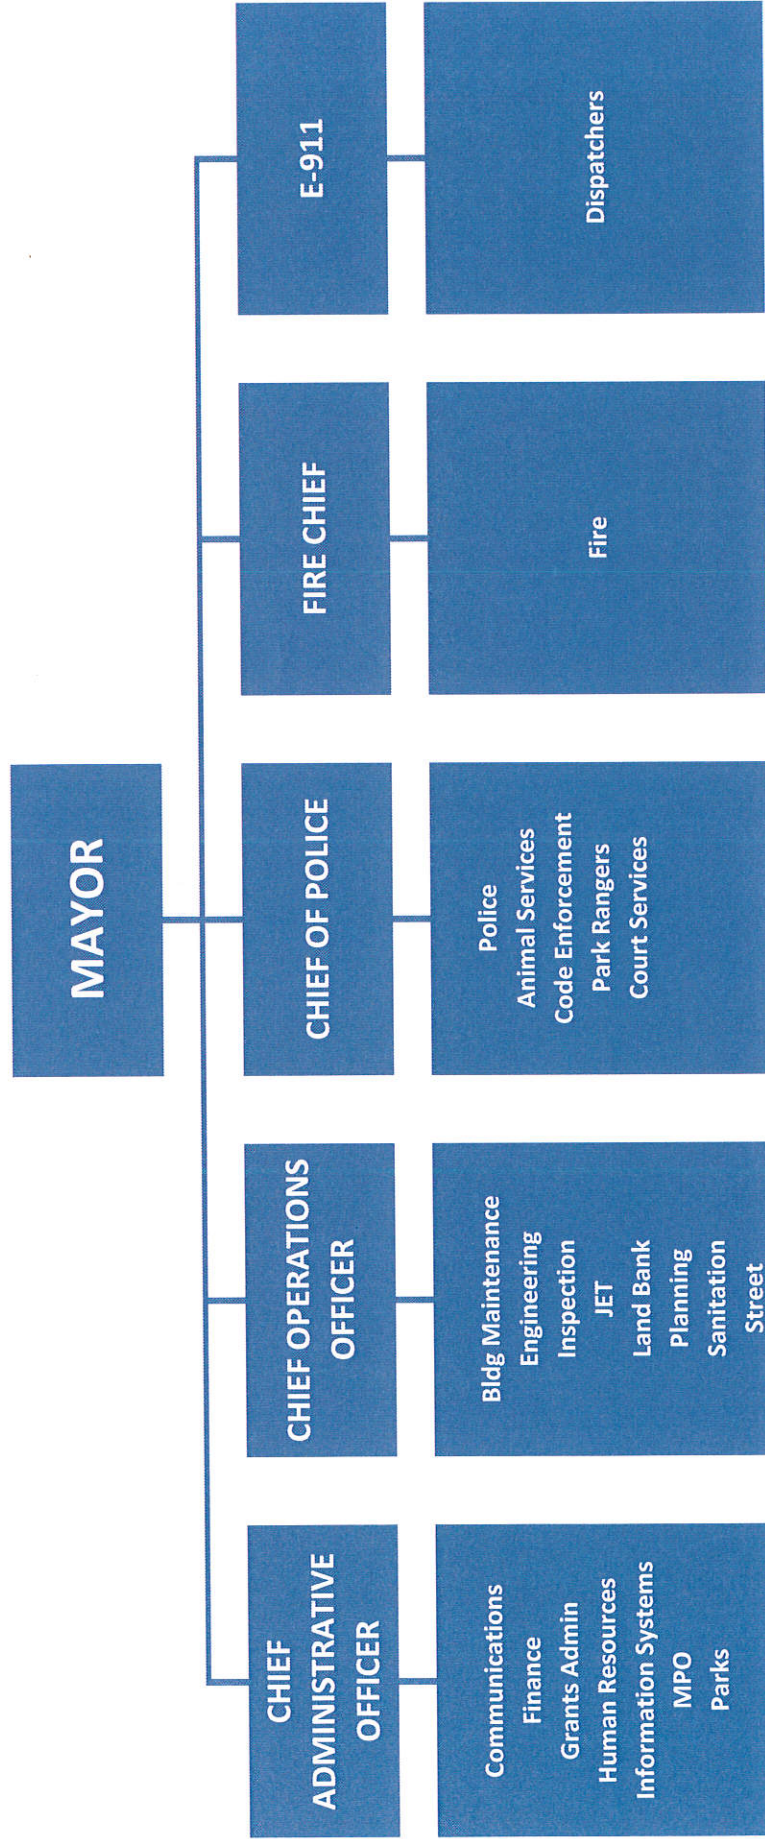 MAYOR
CHIEF
ADMINISTRATIVE
OFFICER
CHIEF OPERATIONS
OFFICER
CHIEF OF POLICE
FIRE CHIEF
E-911
Communications
Finance
Grants Admin
Human Resources
Information Systems
MPO
Parks
Bldg Maintenance
Engineering
Inspection
JET
Land Bank
Planning
Sanitation
Street
Police
Animal Services
Code Enforcement
Park Rangers
Court Services
Fire
Dispatchers